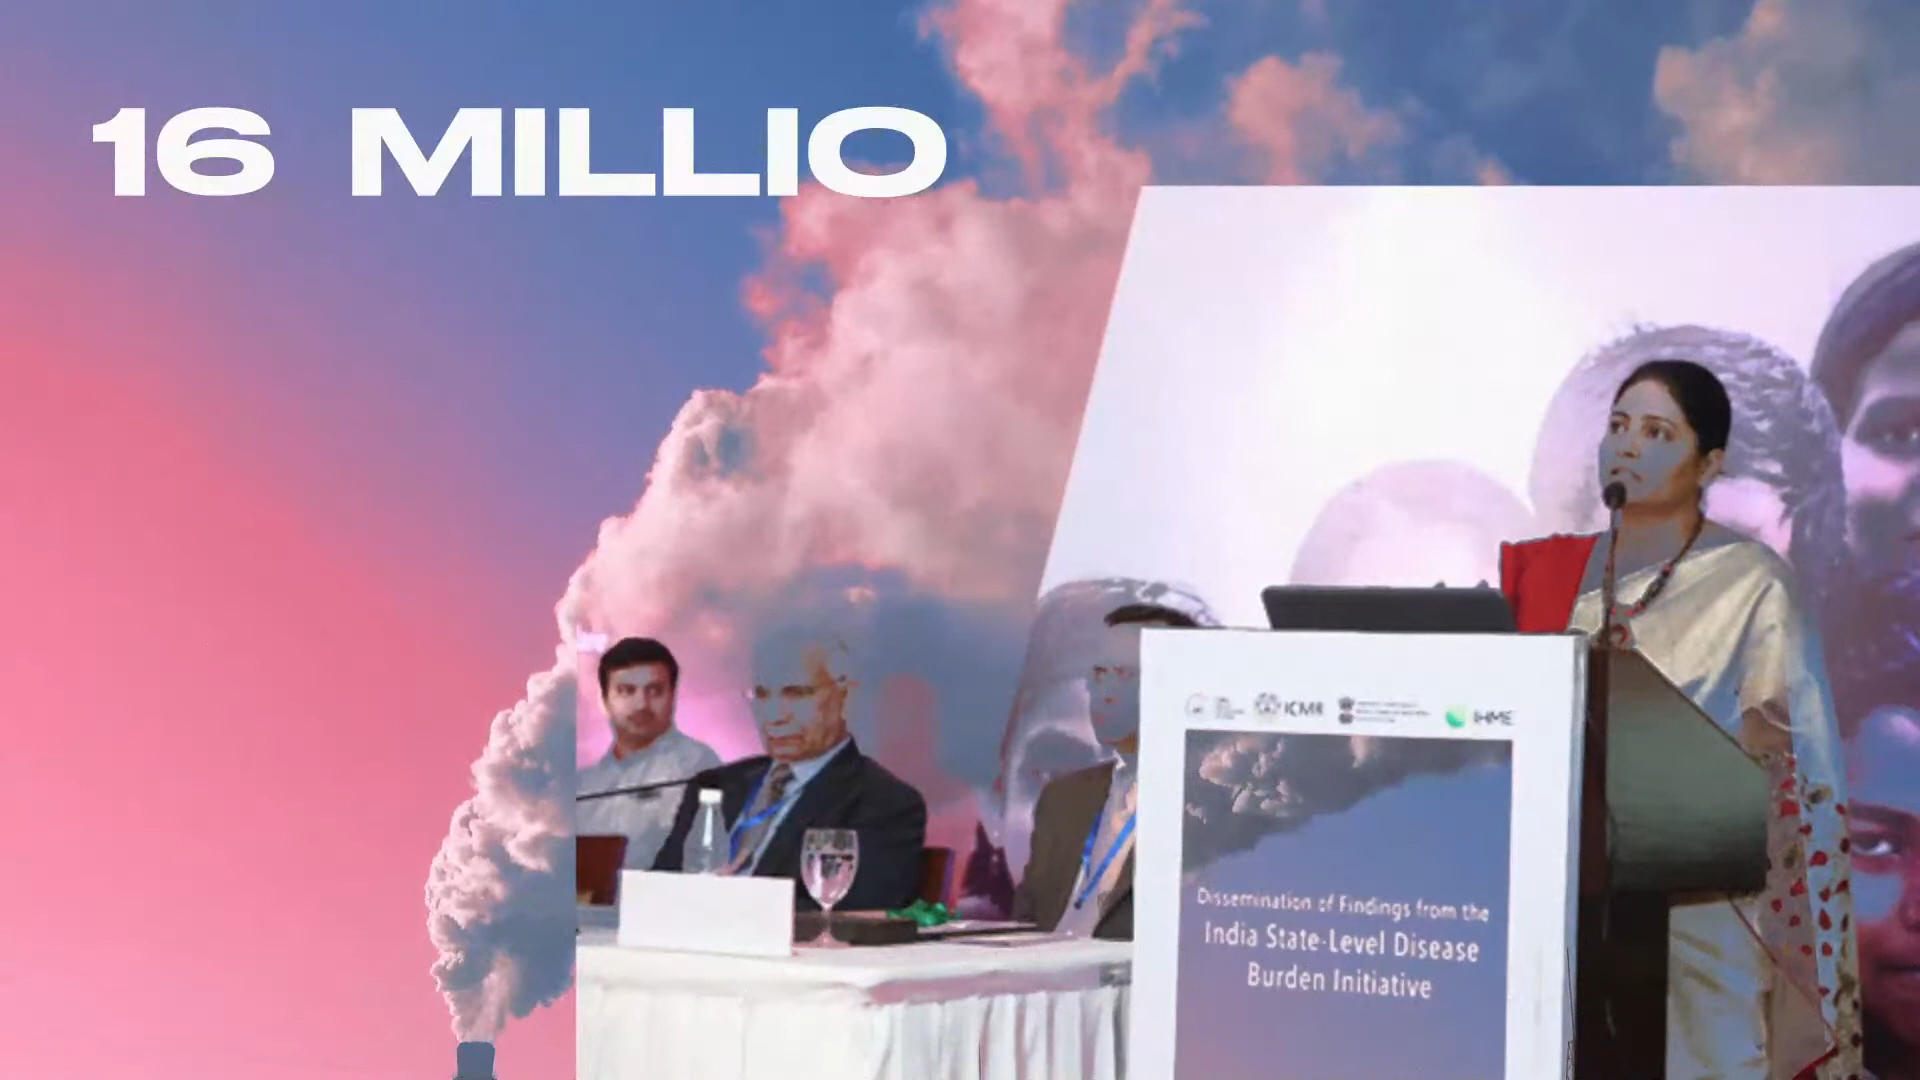 16 MILLIO
ICMR
IHME
Dissemination of Findings from the
India State-Level Disease
Burden Initiative